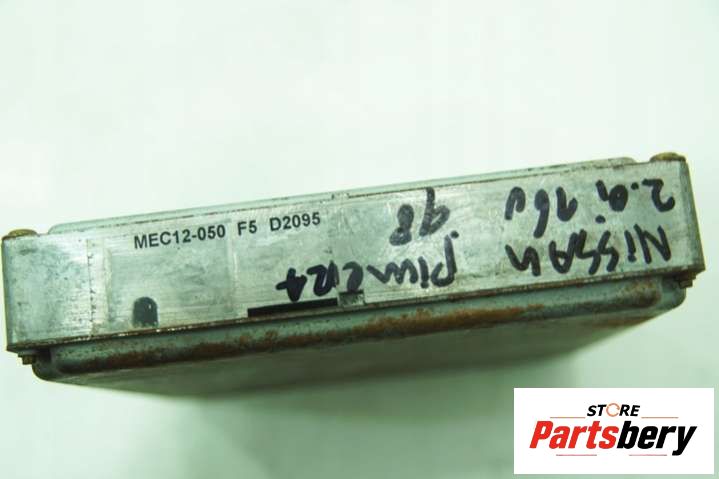 MEC12-050 F5 D2095
2.0i 16V
NISSAN
PRIMERA
98
STORE
Partsbery